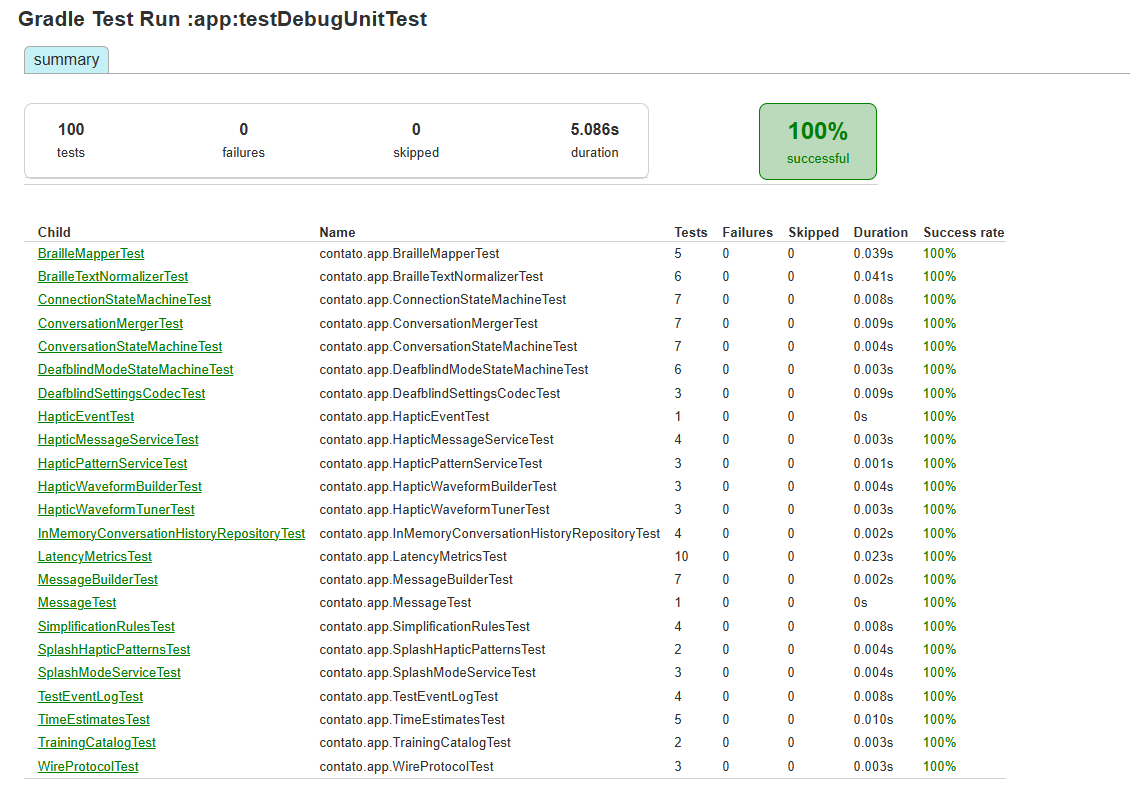 Gradle Test Run :app:testDebugUnitTest
summary
100 0 0 5.086s 100%
tests failures skipped duration successful
Child Name Tests Failures Skipped Duration Success rate
BrailleMapperTest contato.app.BrailleMapperTest 5 0 0 0.039s 100%
BrailleTextNormalizerTest contato.app.BrailleTextNormalizerTest 6 0 0 0.041s 100%
ConnectionStateMachineTest contato.app.ConnectionStateMachineTest 7 0 0 0.008s 100%
ConversationMergerTest contato.app.ConversationMergerTest 7 0 0 0.009s 100%
ConversationStateMachineTest contato.app.ConversationStateMachineTest 7 0 0 0.004s 100%
DeafblindModeStateMachineTest contato.app.DeafblindModeStateMachineTest 6 0 0 0.003s 100%
DeafblindSettingsCodecTest contato.app.DeafblindSettingsCodecTest 3 0 0 0.009s 100%
HapticEventTest contato.app.HapticEventTest 1 0 0 0s 100%
HapticMessageServiceTest contato.app.HapticMessageServiceTest 4 0 0 0.003s 100%
HapticPatternServiceTest contato.app.HapticPatternServiceTest 3 0 0 0.001s 100%
HapticWaveformBuilderTest contato.app.HapticWaveformBuilderTest 3 0 0 0.004s 100%
HapticWaveformTunerTest contato.app.HapticWaveformTunerTest 3 0 0 0.003s 100%
InMemoryConversationHistoryRepositoryTest contato.app.InMemoryConversationHistoryRepositoryTest 4 0 0 0.002s 100%
LatencyMetricsTest contato.app.LatencyMetricsTest 10 0 0 0.023s 100%
MessageBuilderTest contato.app.MessageBuilderTest 7 0 0 0.002s 100%
MessageTest contato.app.MessageTest 1 0 0 0s 100%
SimplificationRulesTest contato.app.SimplificationRulesTest 4 0 0 0.008s 100%
SplashHapticPatternsTest contato.app.SplashHapticPatternsTest 2 0 0 0.004s 100%
SplashModeServiceTest contato.app.SplashModeServiceTest 3 0 0 0.004s 100%
TestEventLogTest contato.app.TestEventLogTest 4 0 0 0.008s 100%
TimeEstimatesTest contato.app.TimeEstimatesTest 5 0 0 0.010s 100%
TrainingCatalogTest contato.app.TrainingCatalogTest 2 0 0 0.003s 100%
WireProtocolTest contato.app.WireProtocolTest 3 0 0 0.003s 100%